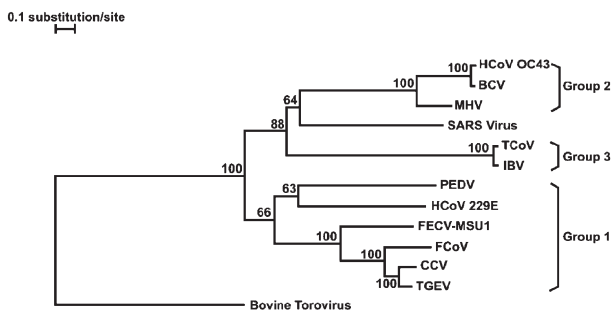 0.1 substitution/site
HCoV OC43
100
BCV
100
Group 2
MHV
64
SARS Virus
88
TCoV
100
Group 3
IBV
100
PEDV
63
HCoV 229E
66
FECV-MSU1
100
Group 1
FCoV
100
CCV
100
TGEV
Bovine Torovirus